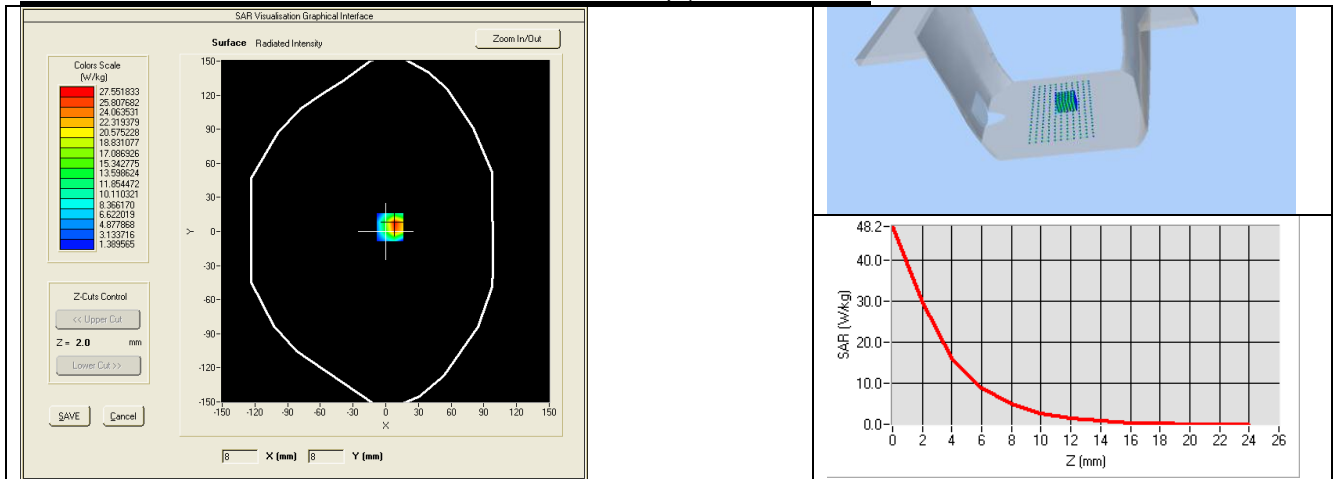 SAR Visualisation Graphical Interface
Surface Radiated Intensity
Zoom In/Out
Colors Scale
(W/kg)
27.551833
25.807682
24.063531
22.319379
20.575228
18.831077
17.086926
15.342775
13.598624
11.854472
10.110321
8.366170
6.622019
4.877868
3.133716
1.389565
Z-Cuts Control
<< Upper Cut
Z = 2.0 mm
Lower Cut >>
SAVE Cancel
150-
120-
90-
60-
30-
Y 0-
-30-
-60-
-90-
-120-
-150-
-150 -120 -90 -60 -30 0 30 60 90 120 150
X
8 X (mm) 8 Y (mm)
48.2-
40.0-
30.0-
20.0-
10.0-
0.0-
SAR (W/kg)
0 2 4 6 8 10 12 14 16 18 20 22 24 26
Z (mm)